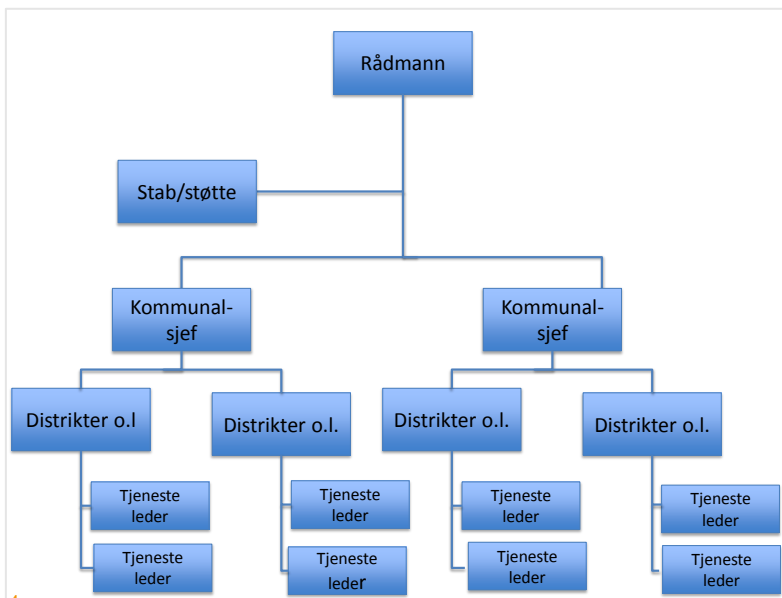 Rådmann
Stab/støtte
Kommunal-
sjef
Kommunal-
sjef
Distrikter o.l
Distrikter o.l.
Distrikter o.l.
Distrikter o.l.
Tjeneste
leder
Tjeneste
leder
Tjeneste
leder
Tjeneste
leder
Tjeneste
leder
Tjeneste
leder
Tjeneste
leder
Tjeneste
leder